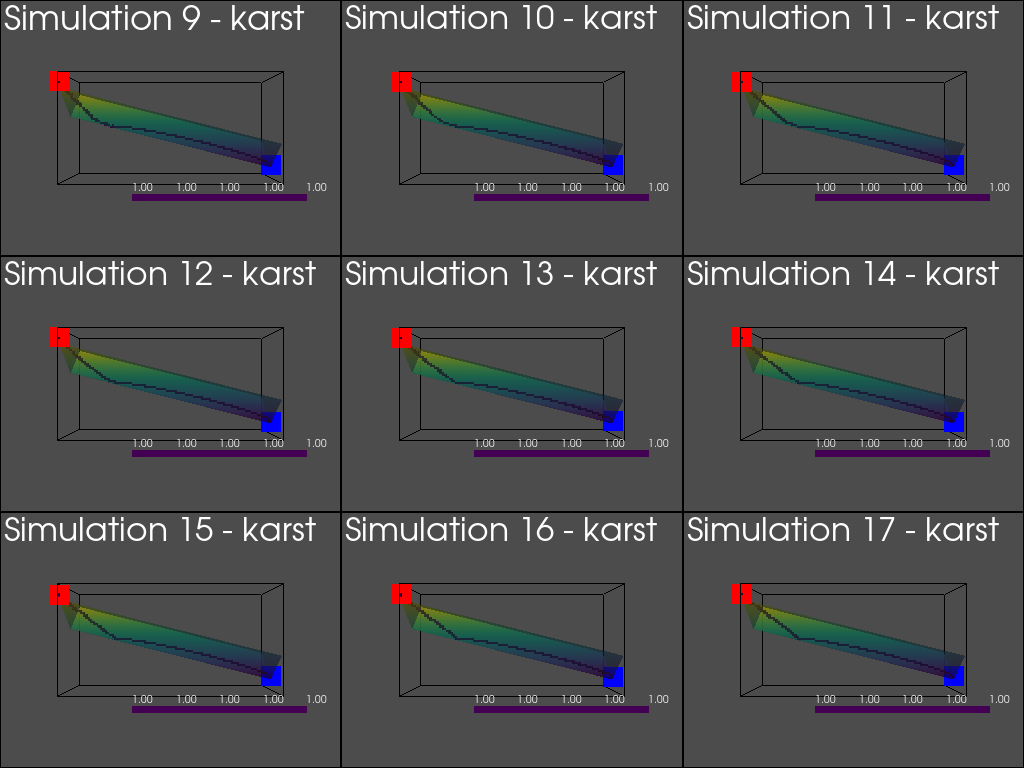 Simulation 9 - karst
Simulation 10 - karst
Simulation 11 - karst
1.00 1.00 1.00 1.00 1.00
1.00 1.00 1.00 1.00 1.00
1.00 1.00 1.00 1.00 1.00
Simulation 12 - karst
Simulation 13 - karst
Simulation 14 - karst
1.00 1.00 1.00 1.00 1.00
1.00 1.00 1.00 1.00 1.00
1.00 1.00 1.00 1.00 1.00
Simulation 15 - karst
Simulation 16 - karst
Simulation 17 - karst
1.00 1.00 1.00 1.00 1.00
1.00 1.00 1.00 1.00 1.00
1.00 1.00 1.00 1.00 1.00